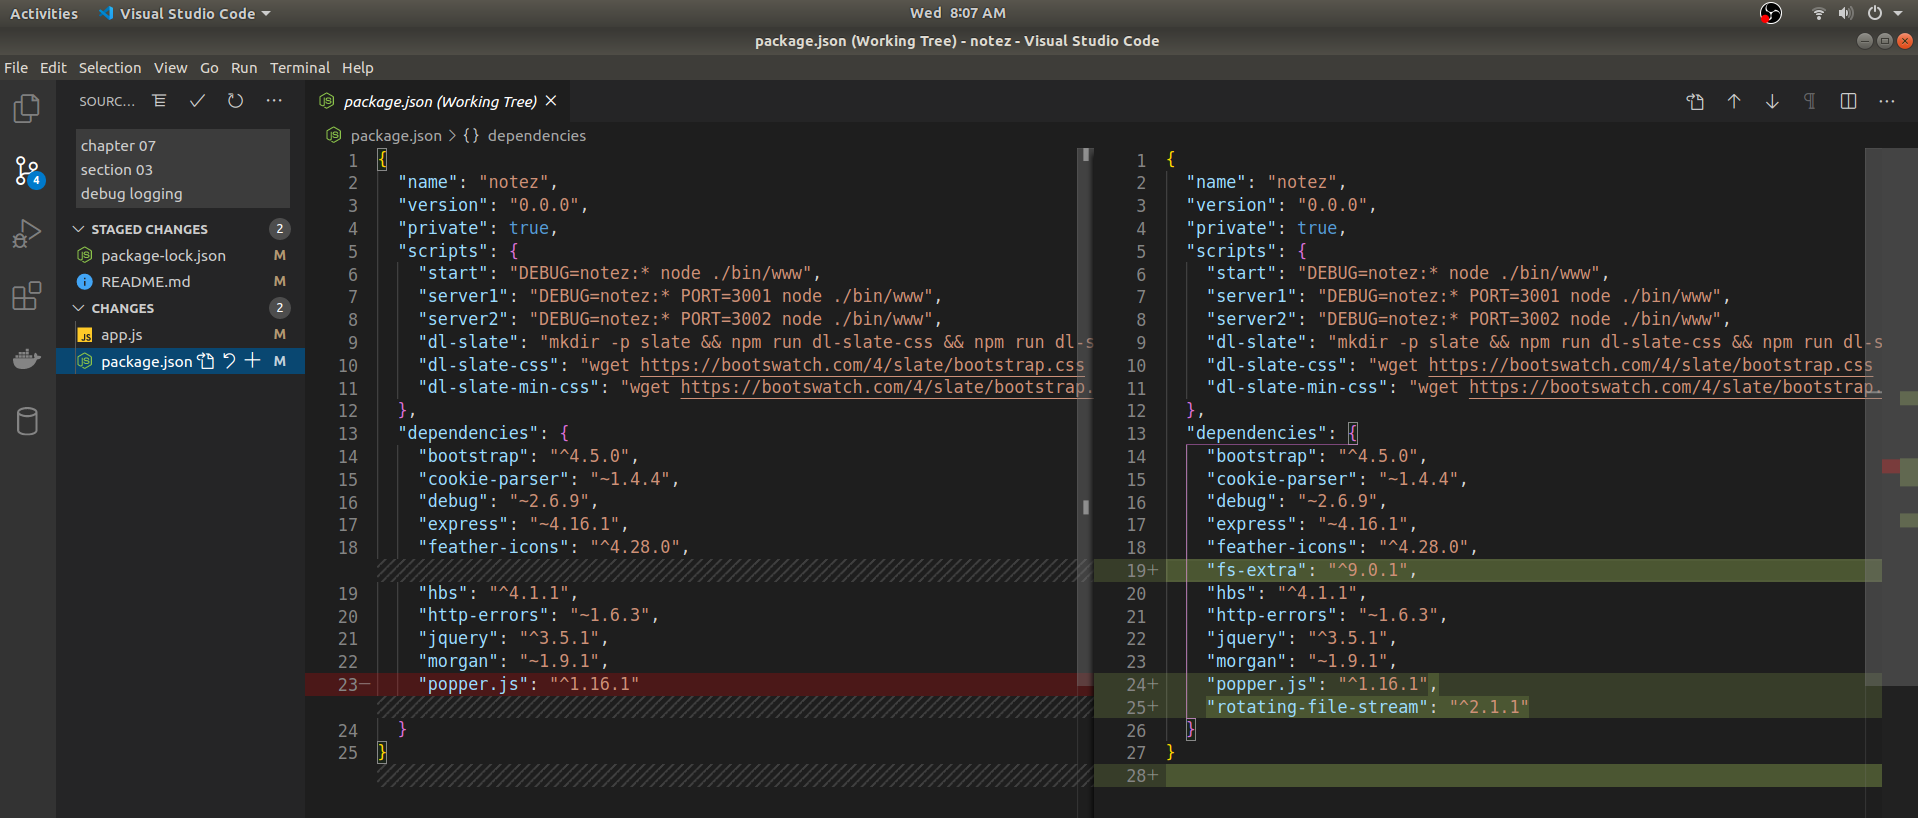 Activities Visual Studio Code Wed 8:07 AM
package.json (Working Tree) - notez - Visual Studio Code
File Edit Selection View Go Run Terminal Help
SOURC...
package.json (Working Tree)
package.json > {} dependencies
4
chapter 07
section 03
debug logging
STAGED CHANGES 2
package-lock.json M
README.md M
CHANGES 2
app.js M
package.json M
1 {
2 "name": "notez",
3 "version": "0.0.0",
4 "private": true,
5 "scripts": {
6 "start": "DEBUG=notez:* node ./bin/www",
7 "server1": "DEBUG=notez:* PORT=3001 node ./bin/www",
8 "server2": "DEBUG=notez:* PORT=3002 node ./bin/www",
9 "dl-slate": "mkdir -p slate && npm run dl-slate-css && npm run dl-s
10 "dl-slate-css": "wget https://bootswatch.com/4/slate/bootstrap.css
11 "dl-slate-min-css": "wget https://bootswatch.com/4/slate/bootstrap.
12 },
13 "dependencies": {
14 "bootstrap": "^4.5.0",
15 "cookie-parser": "~1.4.4",
16 "debug": "~2.6.9",
17 "express": "~4.16.1",
18 "feather-icons": "^4.28.0",
19 "hbs": "^4.1.1",
20 "http-errors": "~1.6.3",
21 "jquery": "^3.5.1",
22 "morgan": "~1.9.1",
23− "popper.js": "^1.16.1"
24 }
25 }
1 {
2 "name": "notez",
3 "version": "0.0.0",
4 "private": true,
5 "scripts": {
6 "start": "DEBUG=notez:* node ./bin/www",
7 "server1": "DEBUG=notez:* PORT=3001 node ./bin/www",
8 "server2": "DEBUG=notez:* PORT=3002 node ./bin/www",
9 "dl-slate": "mkdir -p slate && npm run dl-slate-css && npm run dl-s
10 "dl-slate-css": "wget https://bootswatch.com/4/slate/bootstrap.css
11 "dl-slate-min-css": "wget https://bootswatch.com/4/slate/bootstrap.
12 },
13 "dependencies": {
14 "bootstrap": "^4.5.0",
15 "cookie-parser": "~1.4.4",
16 "debug": "~2.6.9",
17 "express": "~4.16.1",
18 "feather-icons": "^4.28.0",
19+ "fs-extra": "^9.0.1",
20 "hbs": "^4.1.1",
21 "http-errors": "~1.6.3",
22 "jquery": "^3.5.1",
23 "morgan": "~1.9.1",
24+ "popper.js": "^1.16.1",
25+ "rotating-file-stream": "^2.1.1"
26 }
27 }
28+